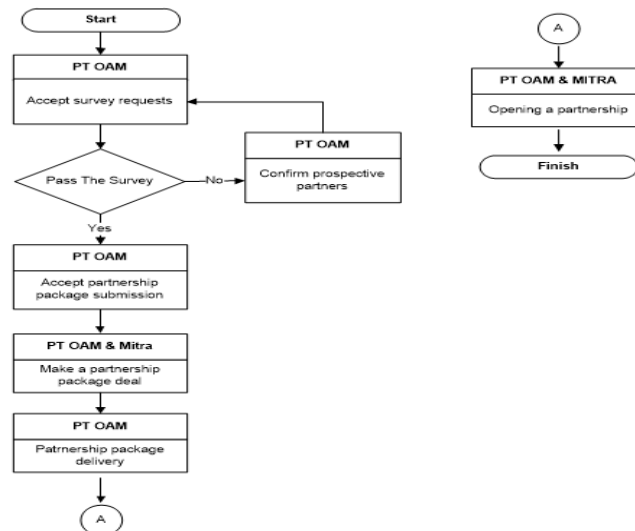 Start
PT OAM
Accept survey requests
Pass The Survey
No
PT OAM
Confirm prospective
partners
Yes
PT OAM
Accept partnership
package submission
PT OAM & Mitra
Make a partnership
package deal
PT OAM
Patrnership package
delivery
A
A
PT OAM & MITRA
Opening a partnership
Finish